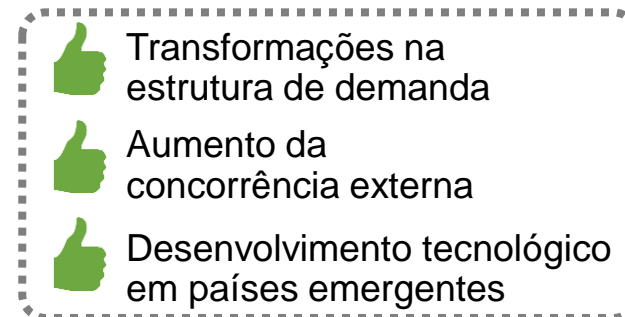 Transformações na
estrutura de demanda
Aumento da
concorrência externa
Desenvolvimento tecnológico
em países emergentes